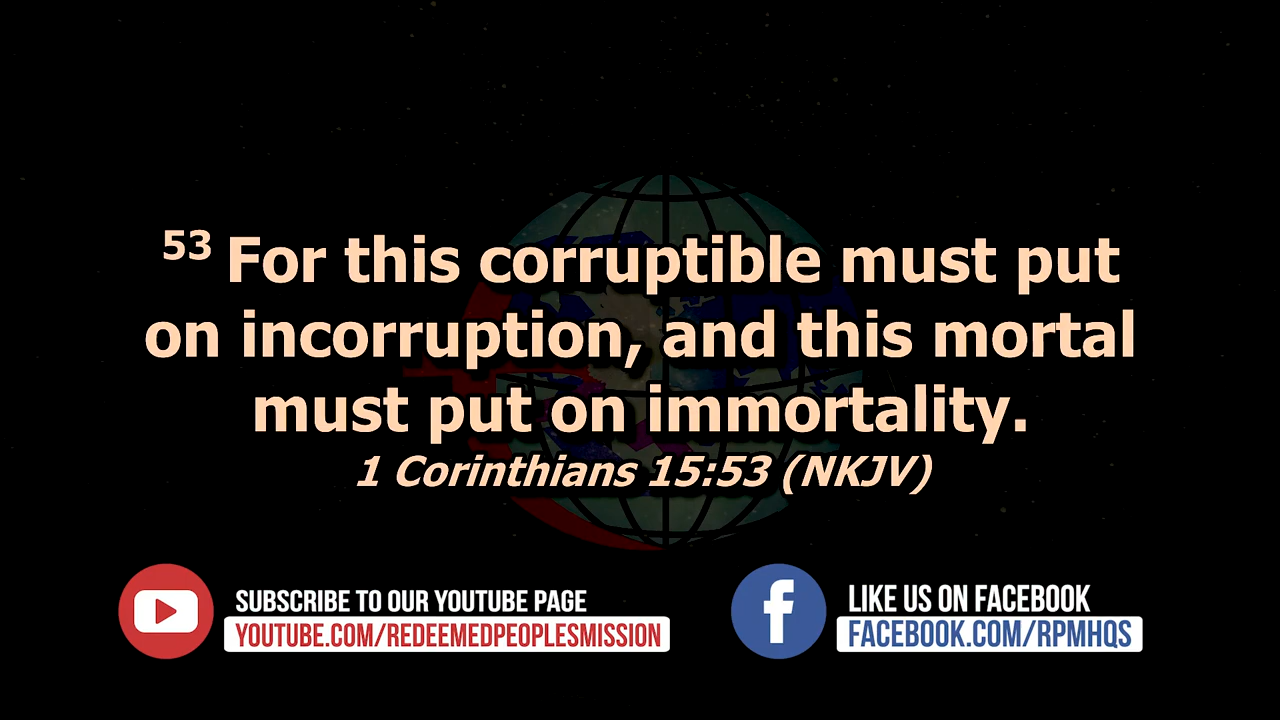 53 For this corruptible must put
on incorruption, and this mortal
must put on immortality.
1 Corinthians 15:53 (NKJV)
SUBSCRIBE TO OUR YOUTUBE PAGE
YOUTUBE.COM/REDEEMEDPEOPLESMISSION
LIKE US ON FACEBOOK
FACEBOOK.COM/RPMHQS